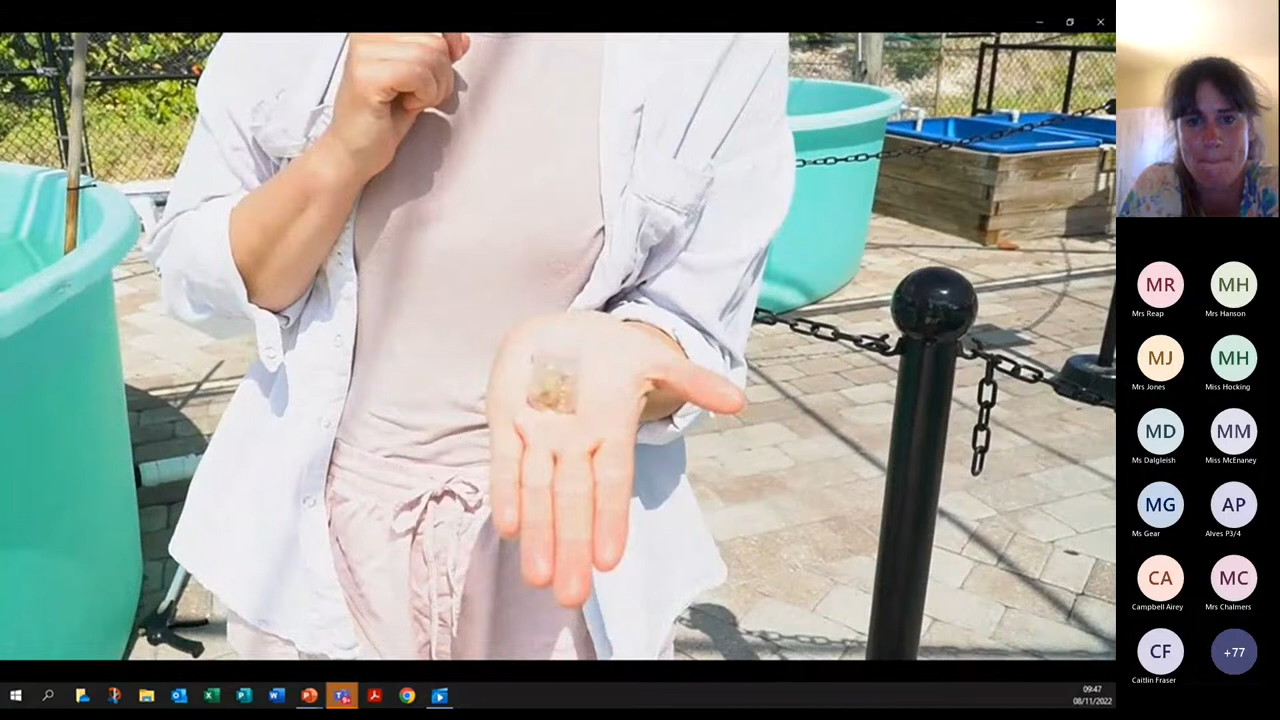 MR
MH
Mrs Reap
Mrs Hanson
MJ
MH
Mrs Jones
Miss Hocking
MD
MM
Ms Dalgleish
Miss McEnaney
MG
AP
Ms Gear
Alves P3/4
CA
MC
Campbell Airey
Mrs Chalmers
CF
+77
Caitlin Fraser
09:47
08/11/2022